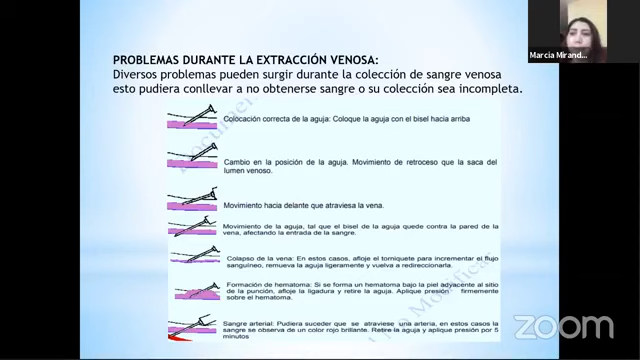 Marcia Mirand...
PROBLEMAS DURANTE LA EXTRACCIÓN VENOSA:
Diversos problemas pueden surgir durante la colección de sangre venosa
esto pudiera conllevar a no obtenerse sangre o su colección sea incompleta.
Colocación correcta de la aguja: Coloque la aguja con el bisel hacia arriba
Cambio en la posición de la aguja. Movimiento de retroceso que la saca del
lumen venoso.
Movimiento hacia delante que atraviesa la vena.
Movimiento de la aguja, tal que el bisel de la aguja quede contra la pared de la
vena, afectando la entrada de la sangre.
Colapso de la vena: En estos casos, afloje el torniquete para incrementar el flujo
sanguíneo, remueva la aguja ligeramente y vuelva a redireccionarla.
Formación de hematoma: Si se forma un hematoma bajo la piel adyacente al sitio
de la punción, afloje la ligadura y retire la aguja. Aplique presión firmemente
sobre el hematoma.
Sangre arterial: Pudiera suceder que se atraviese una arteria, en estos casos la
sangre se observa de un color rojo brillante. Retire la aguja y aplique presión por 5
minutos
zoom